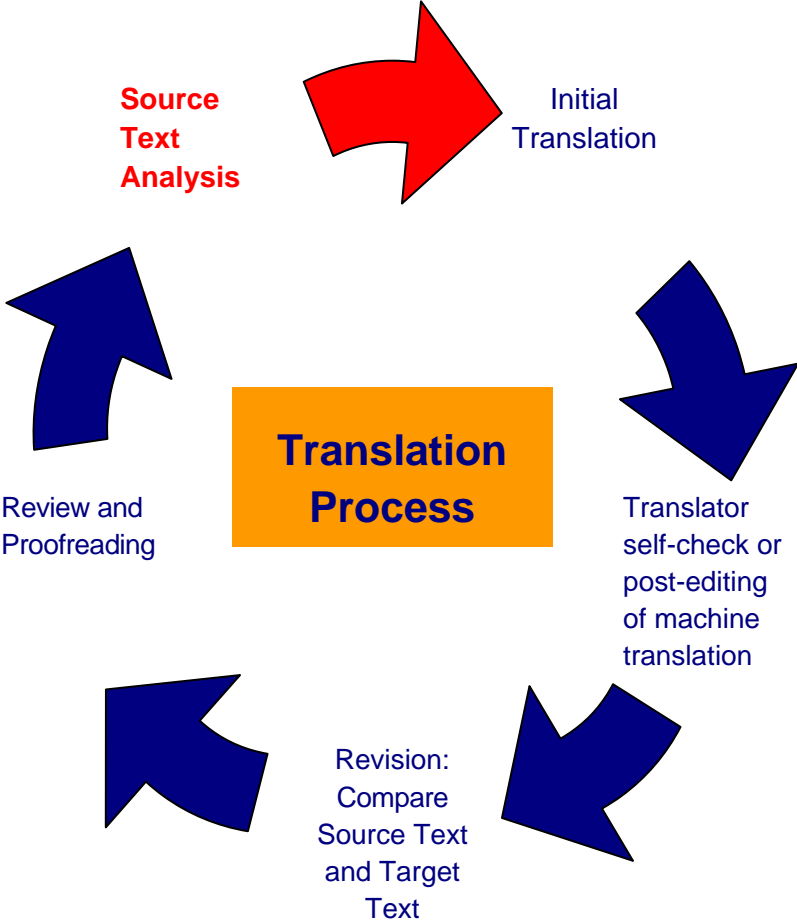 Source
Text
Analysis
Initial
Translation
Translation
Process
Translator
self-check or
post-editing
of machine
translation
Revision:
Compare
Source Text
and Target
Text
Review and
Proofreading